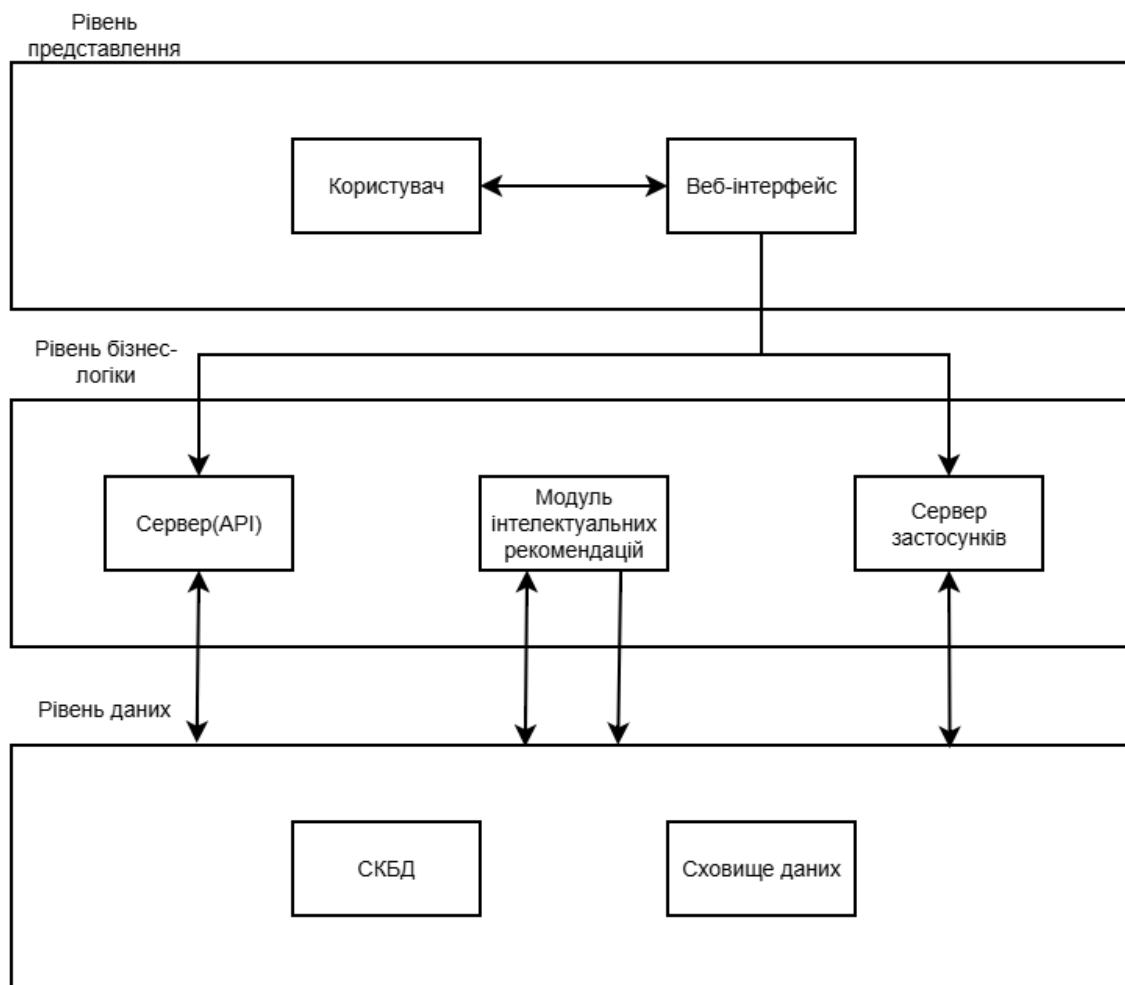 Рівень
представлення
Користувач
Веб-інтерфейс
Рівень бізнес-
логіки
Сервер(API)
Модуль
інтелектуальних
рекомендацій
Сервер
застосунків
Рівень даних
СКБД
Сховище даних